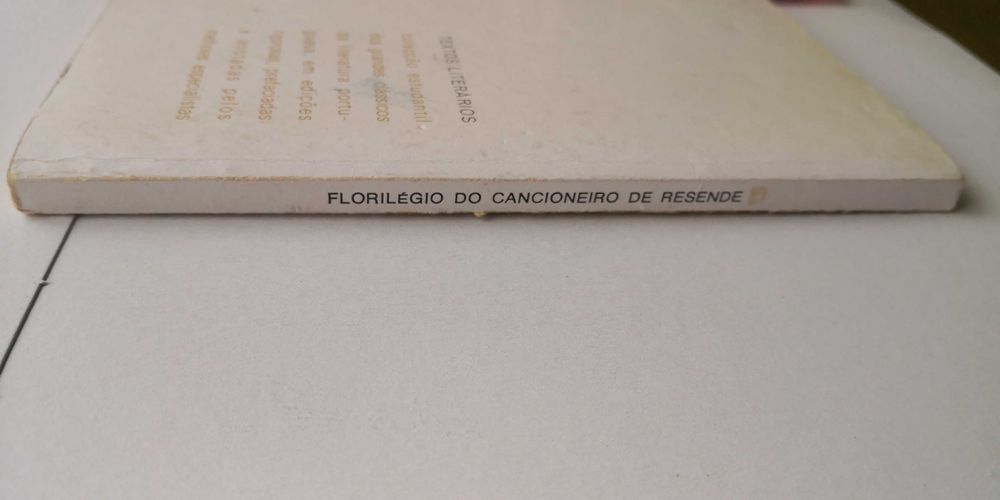 FLORILÉGIO DO CANCIONEIRO DE RESENDE
TEXTOS LITERÁRIOS
colecção estudantil
dos grandes clássicos
da literatura portu-
guesa, em edições
rigorosas, prefaciadas
e anotadas pelos
melhores especialistas